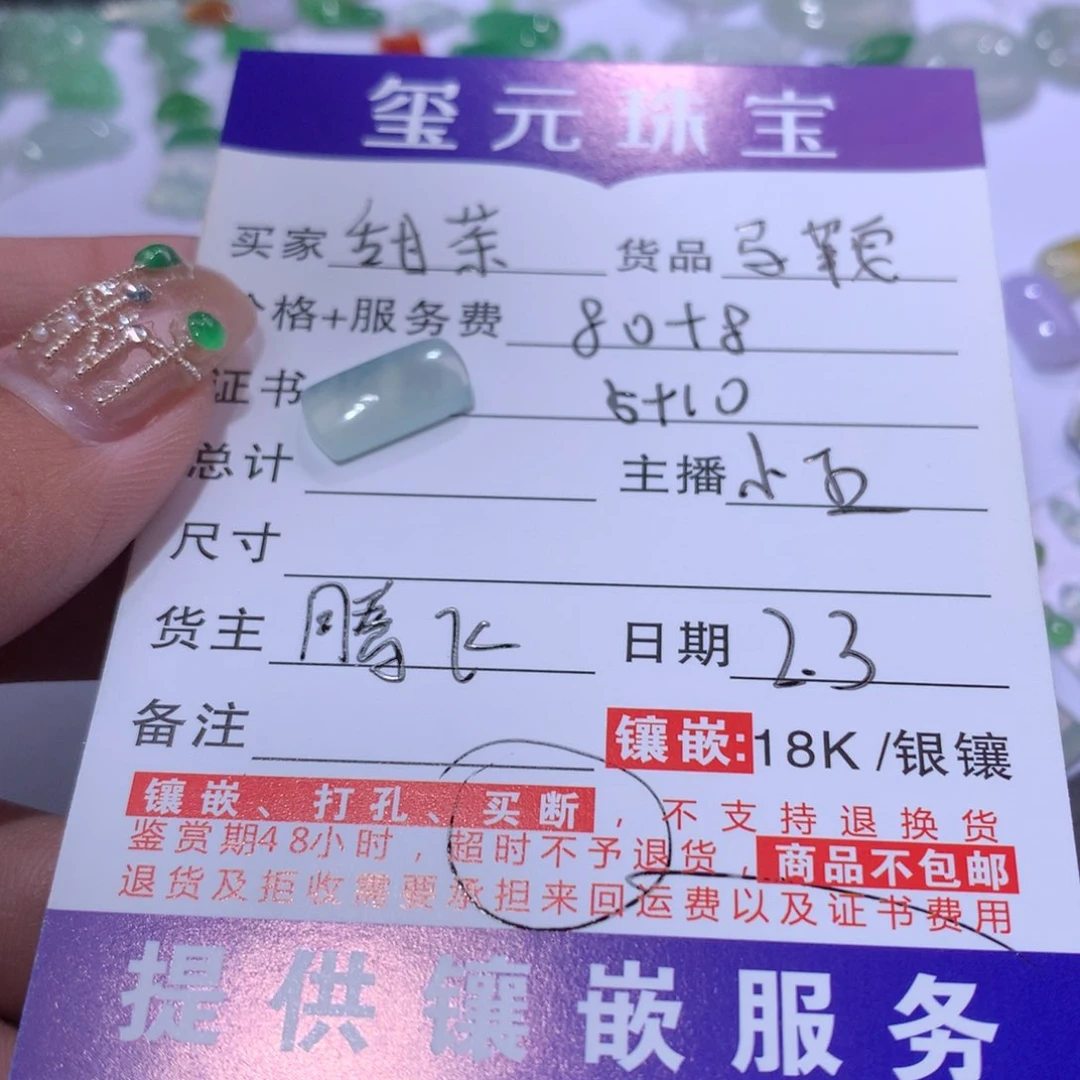 玺元珠宝
买家 甜茶 货品 马鞍
价格+服务费 80+8
证书 5+10
总计 主播 小五
尺寸
货主 腾飞 日期 2.3
备注 镶嵌:18K /银镶
镶嵌、打孔、买断，不支持退换货
鉴赏期48小时，超时不予退货，商品不包邮
退货及拒收需要承担来回运费以及证书费用
提供镶嵌服务